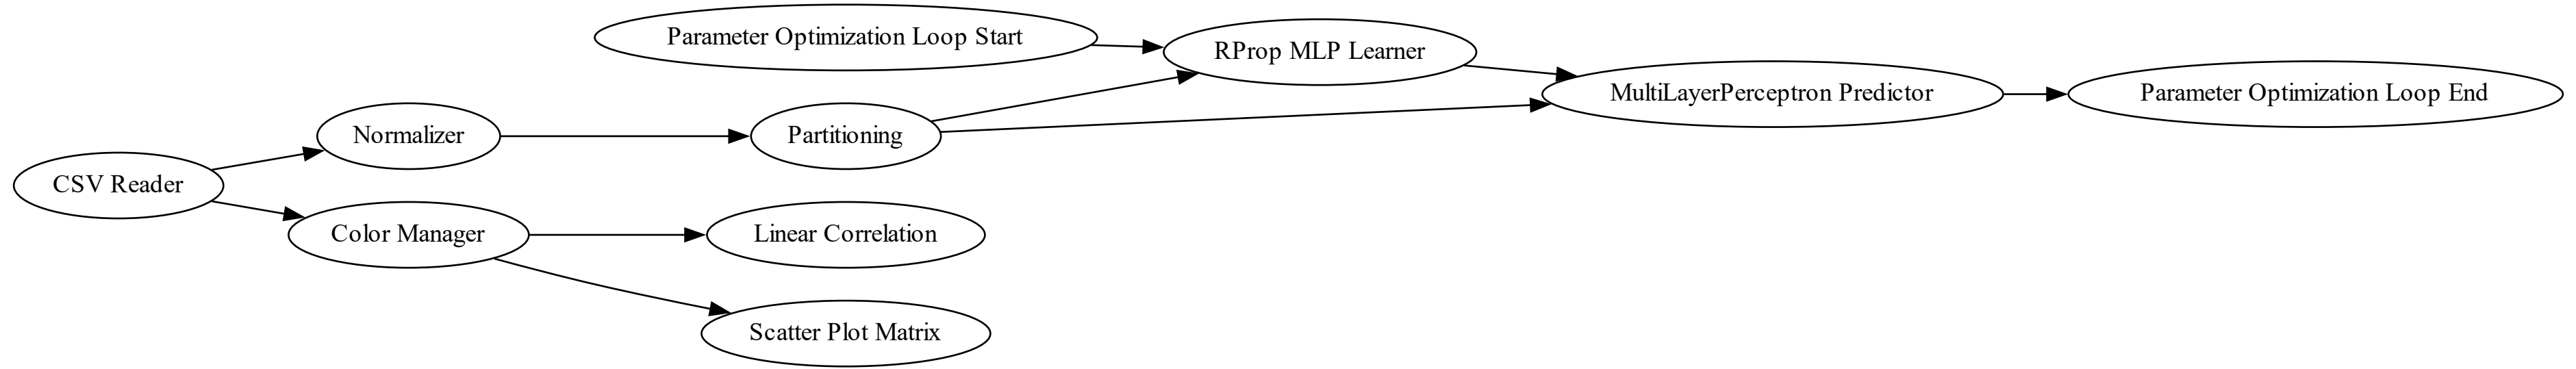 Parameter Optimization Loop Start
RProp MLP Learner
MultiLayerPerceptron Predictor
Parameter Optimization Loop End
Normalizer
Partitioning
CSV Reader
Color Manager
Linear Correlation
Scatter Plot Matrix